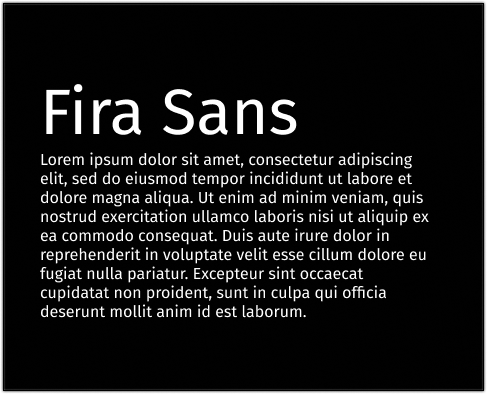 Fira Sans
Lorem ipsum dolor sit amet, consectetur adipiscing
elit, sed do eiusmod tempor incididunt ut labore et
dolore magna aliqua. Ut enim ad minim veniam, quis
nostrud exercitation ullamco laboris nisi ut aliquip ex
ea commodo consequat. Duis aute irure dolor in
reprehenderit in voluptate velit esse cillum dolore eu
fugiat nulla pariatur. Excepteur sint occaecat
cupidatat non proident, sunt in culpa qui officia
deserunt mollit anim id est laborum.